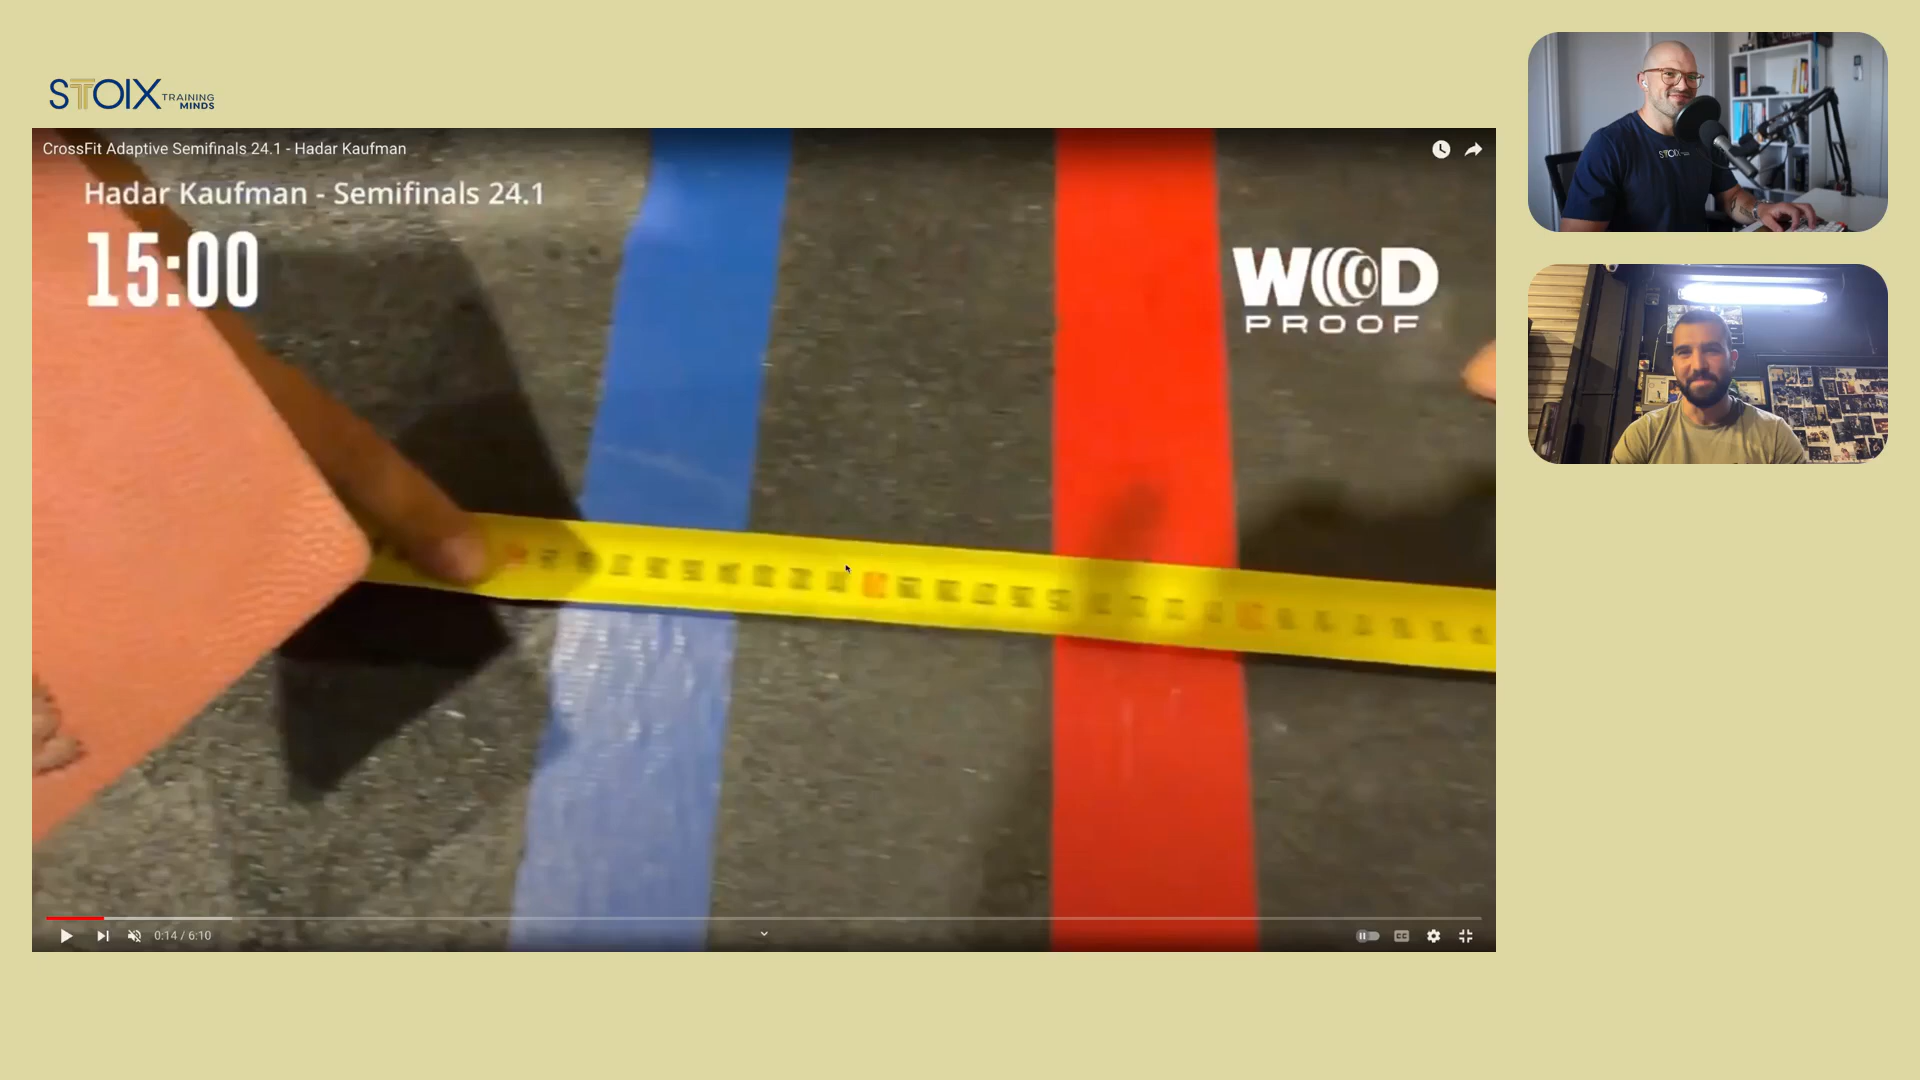 STOIX TRAINING
MINDS
CrossFit Adaptive Semifinals 24.1 - Hadar Kaufman
Hadar Kaufman - Semifinals 24.1
15:00
WOD
PROOF
0:14 / 6:10
CC